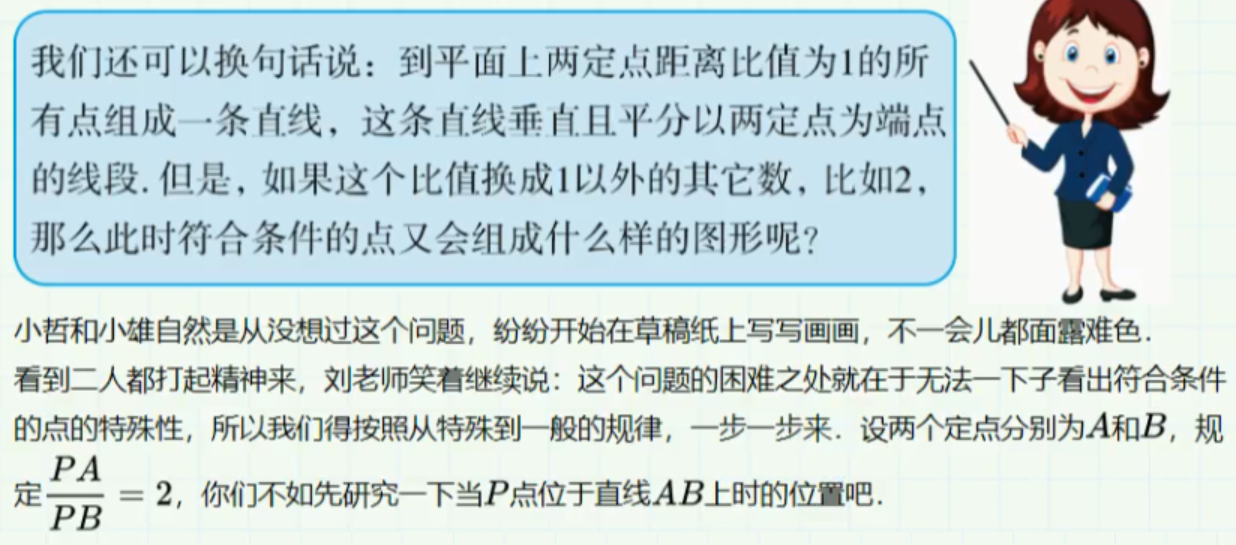 我们还可以换句话说：到平面上两定点距离比值为1的所
有点组成一条直线，这条直线垂直且平分以两定点为端点
的线段.但是，如果这个比值换成1以外的其它数，比如2，
那么此时符合条件的点又会组成什么样的图形呢？
小哲和小雄自然是从没想过这个问题，纷纷开始在草稿纸上写写画画，不一会儿都面露难色．
看到二人都打起精神来，刘老师笑着继续说：这个问题的困难之处就在于无法一下子看出符合条件
的点的特殊性，所以我们得按照从特殊到一般的规律，一步一步来．设两个定点分别为A和B，规
定PA/PB = 2，你们不如先研究一下当P点位于直线AB上时的位置吧．